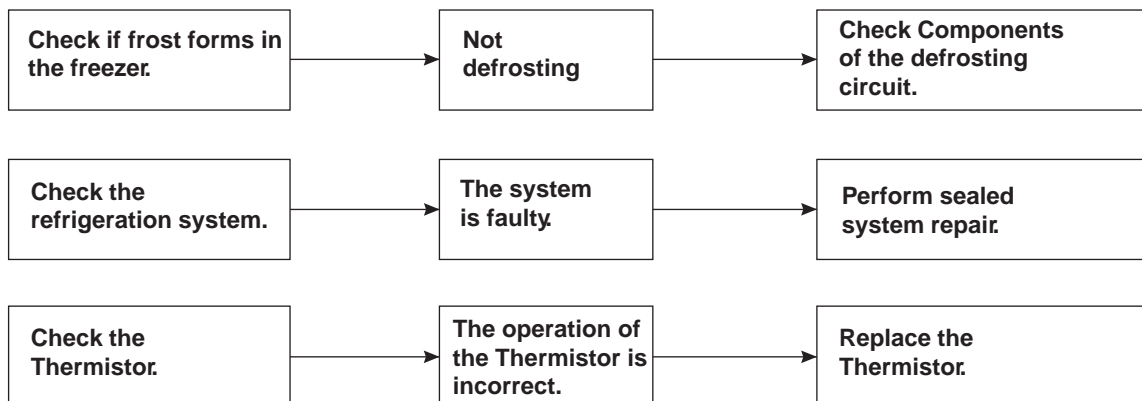 Check if frost forms in
the freezer.
Not
defrosting
Check Components
of the defrosting
circuit.
Check the
refrigeration system.
The system
is faulty.
Perform sealed
system repair.
Check the
Thermistor.
The operation of
the Thermistor is
incorrect.
Replace the
Thermistor.